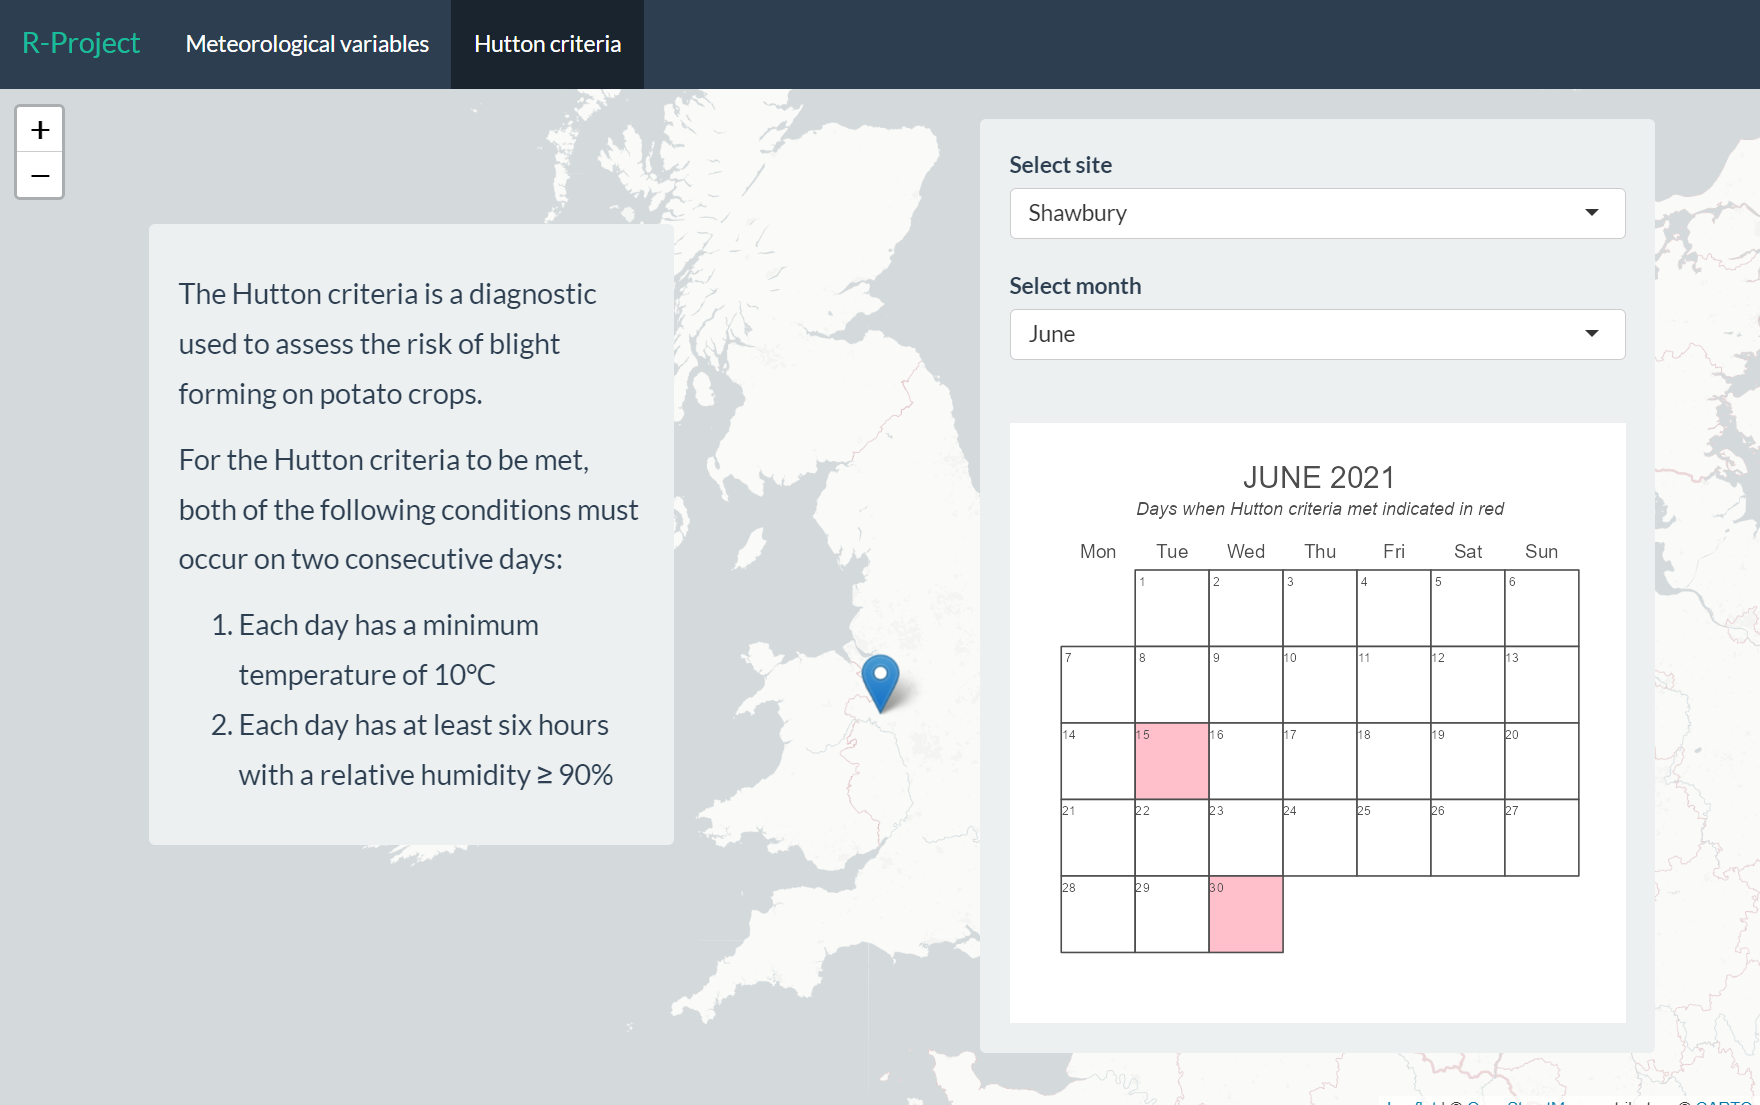 R-Project Meteorological variables Hutton criteria
+
−
The Hutton criteria is a diagnostic
used to assess the risk of blight
forming on potato crops.
For the Hutton criteria to be met,
both of the following conditions must
occur on two consecutive days:
1. Each day has a minimum
temperature of 10°C
2. Each day has at least six hours
with a relative humidity ≥ 90%
Select site
Shawbury
Select month
June
JUNE 2021
Days when Hutton criteria met indicated in red
Mon Tue Wed Thu Fri Sat Sun
1 2 3 4 5 6
7 8 9 10 11 12 13
14 15 16 17 18 19 20
21 22 23 24 25 26 27
28 29 30